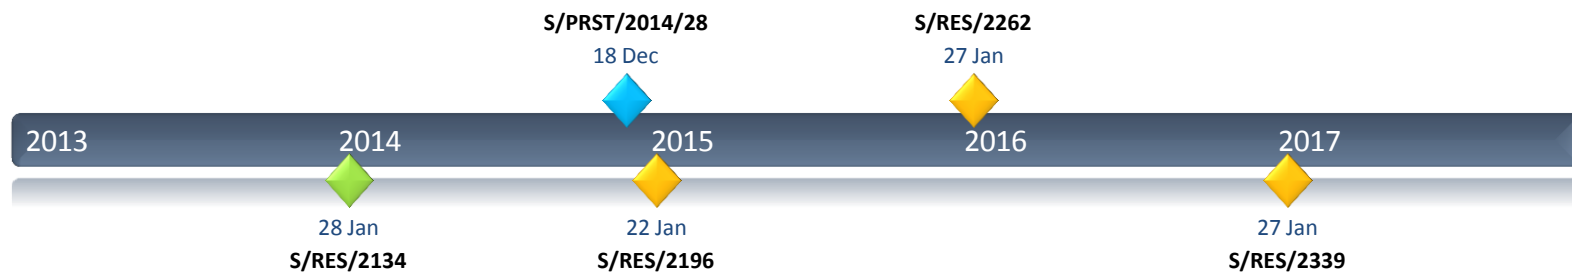 S/PRST/2014/28
S/RES/2262
18 Dec
27 Jan
2013
2014
2015
2016
2017
28 Jan
22 Jan
27 Jan
S/RES/2134
S/RES/2196
S/RES/2339